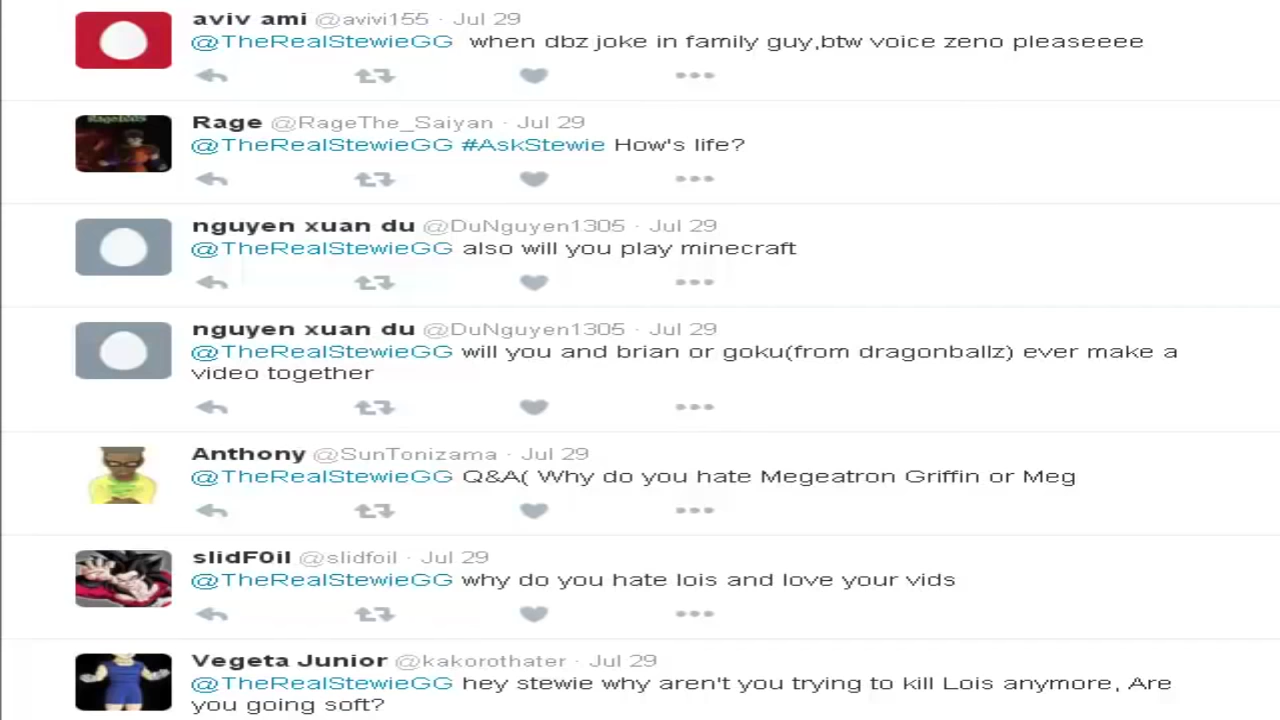 aviv ami @avivi155 · Jul 29
@TheRealStewieGG when dbz joke in family guy,btw voice zeno pleaseeee
Rage @RageThe_Saiyan · Jul 29
@TheRealStewieGG #AskStewie How's life?
nguyen xuan du @DuNguyen1305 · Jul 29
@TheRealStewieGG also will you play minecraft
nguyen xuan du @DuNguyen1305 · Jul 29
@TheRealStewieGG will you and brian or goku(from dragonballz) ever make a
video together
Anthony @SunTonizama · Jul 29
@TheRealStewieGG Q&A( Why do you hate Megeatron Griffin or Meg
slidF0il @slidfoil · Jul 29
@TheRealStewieGG why do you hate lois and love your vids
Vegeta Junior @kakorothater · Jul 29
@TheRealStewieGG hey stewie why aren't you trying to kill Lois anymore, Are
you going soft?